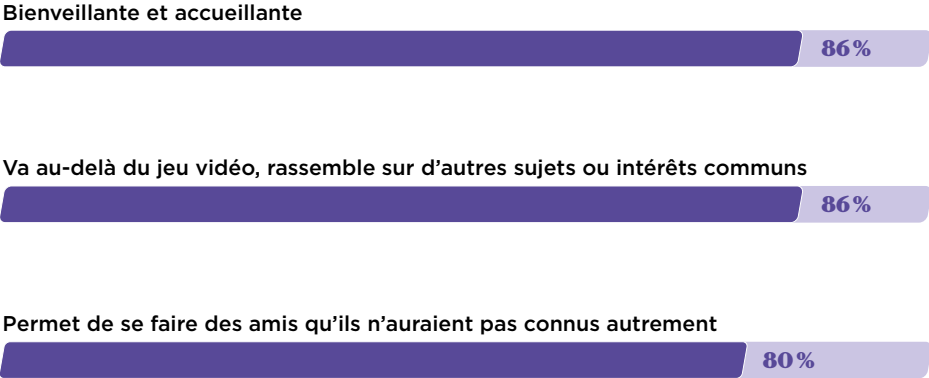 Bienveillante et accueillante
86 %
Va au-delà du jeu vidéo, rassemble sur d’autres sujets ou intérêts communs
86 %
Permet de se faire des amis qu’ils n’auraient pas connus autrement
80 %